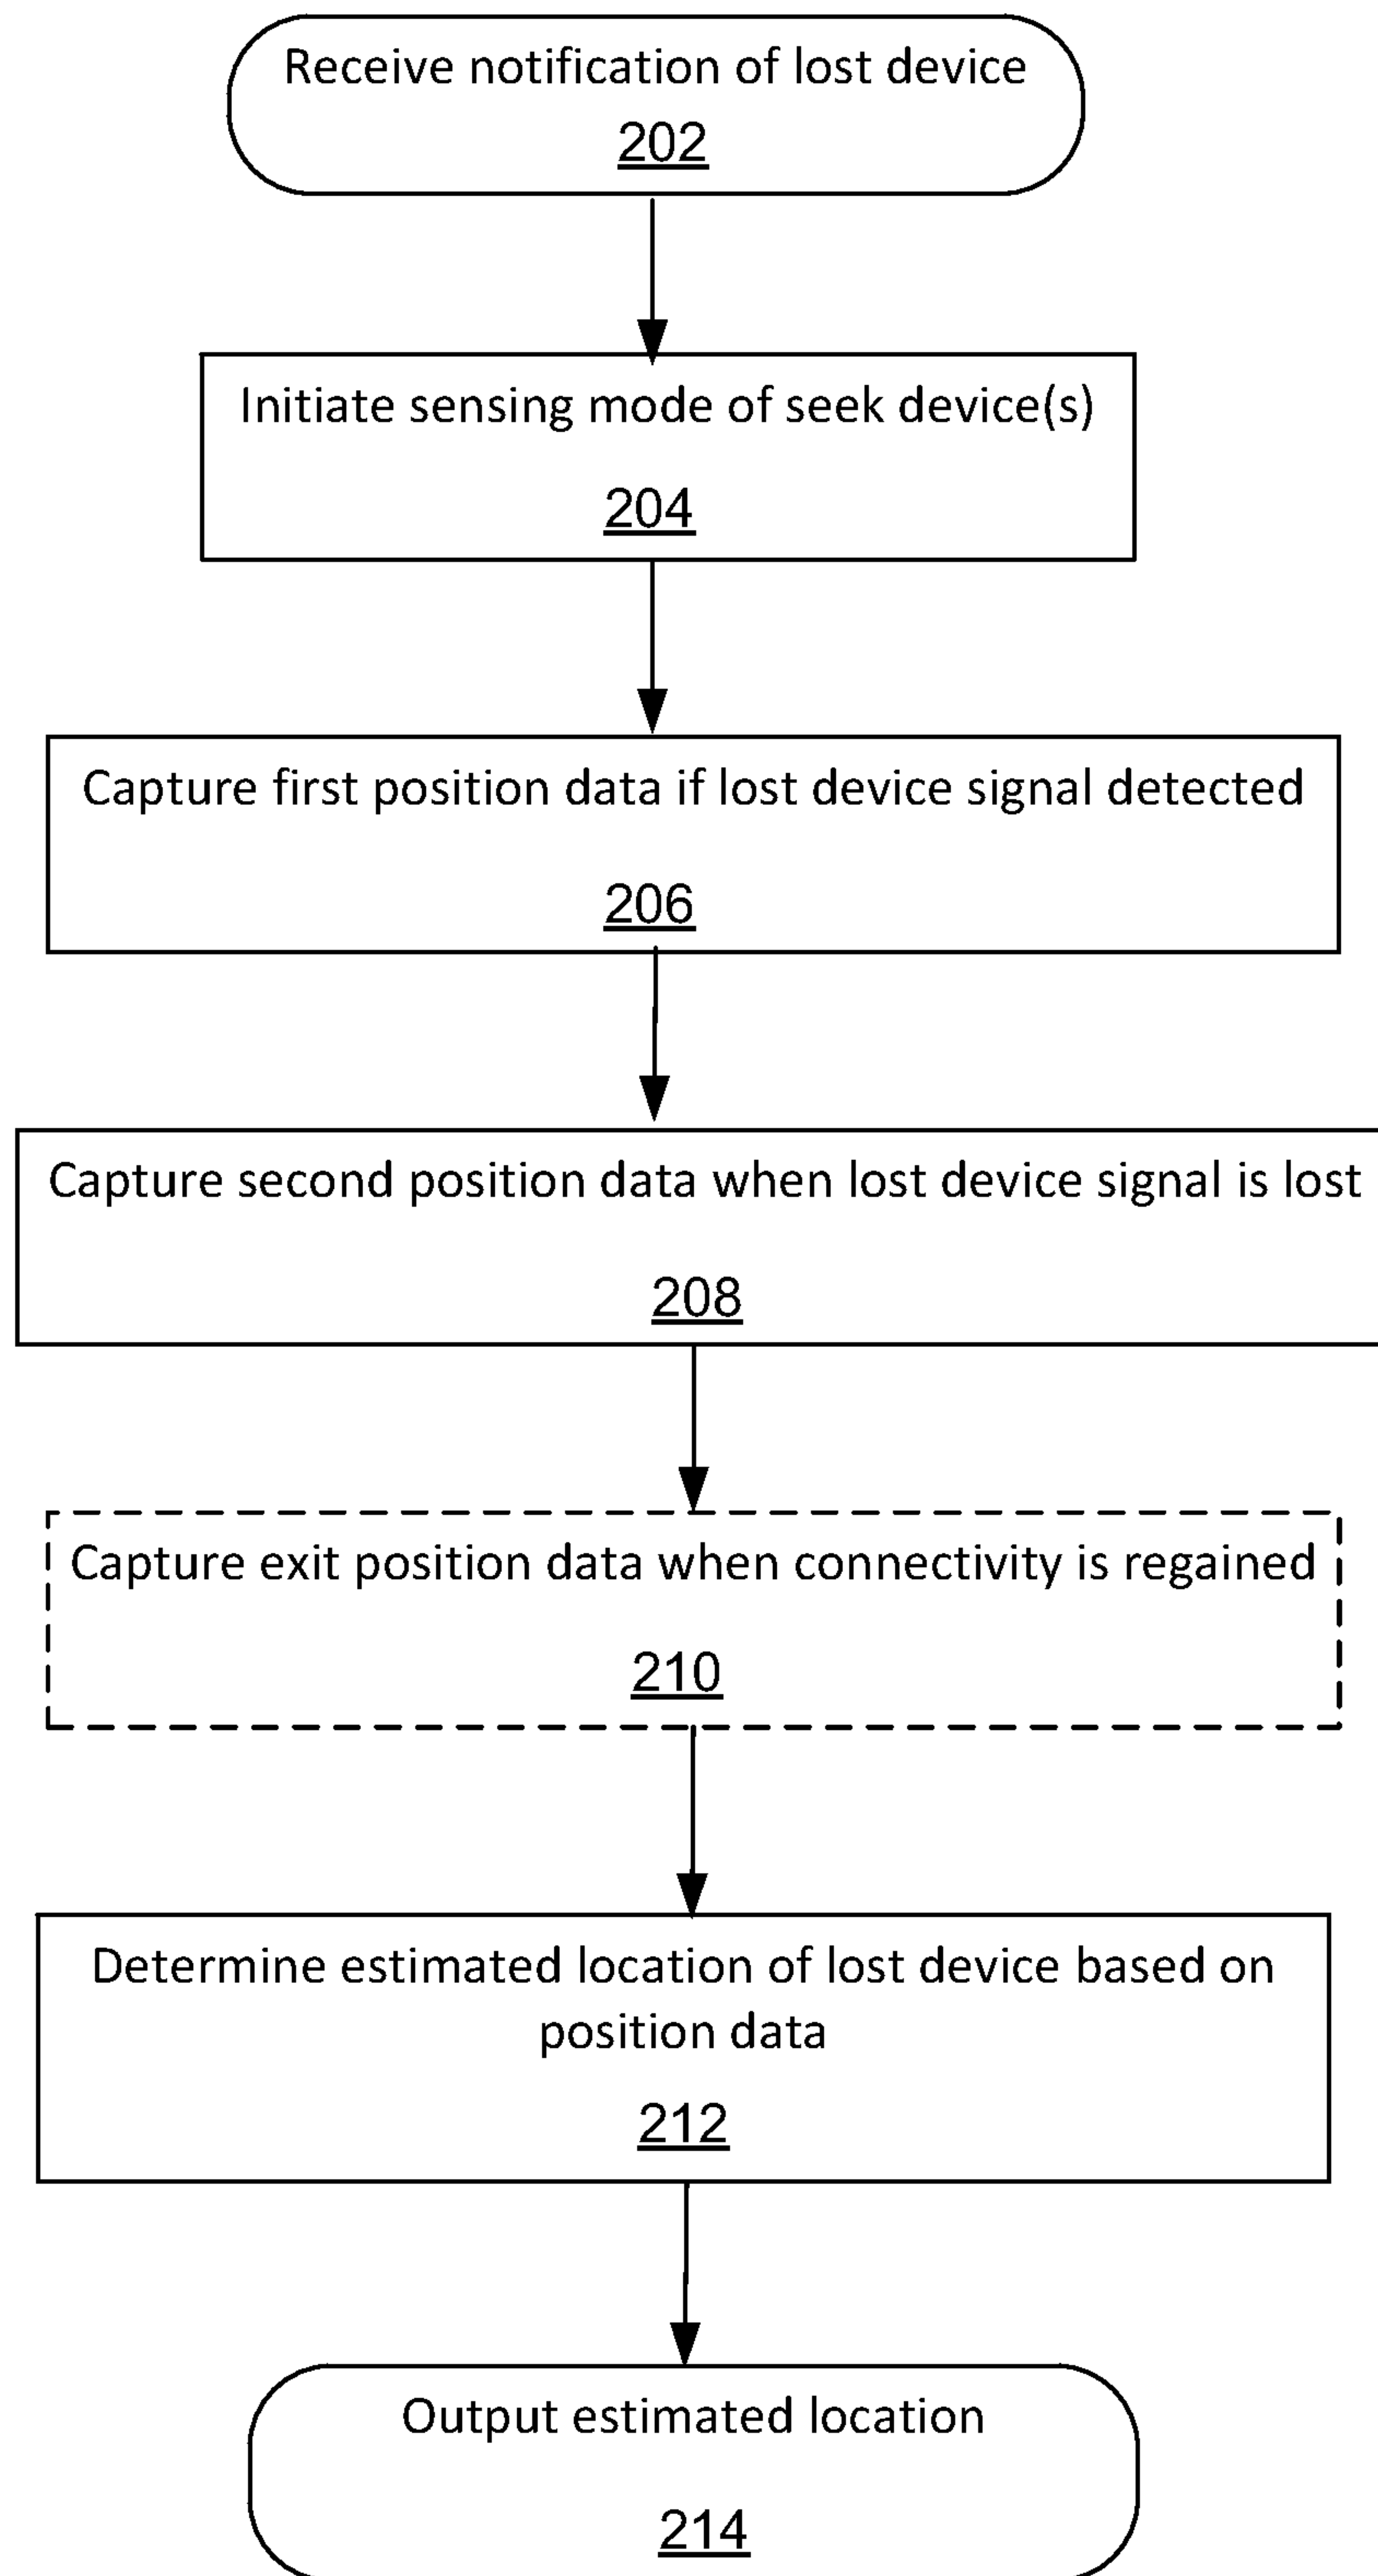 Receive notification of lost device
202
Initiate sensing mode of seek device(s)
204
Capture first position data if lost device signal detected
206
Capture second position data when lost device signal is lost
208
Capture exit position data when connectivity is regained
210
Determine estimated location of lost device based on
position data
212
Output estimated location
214